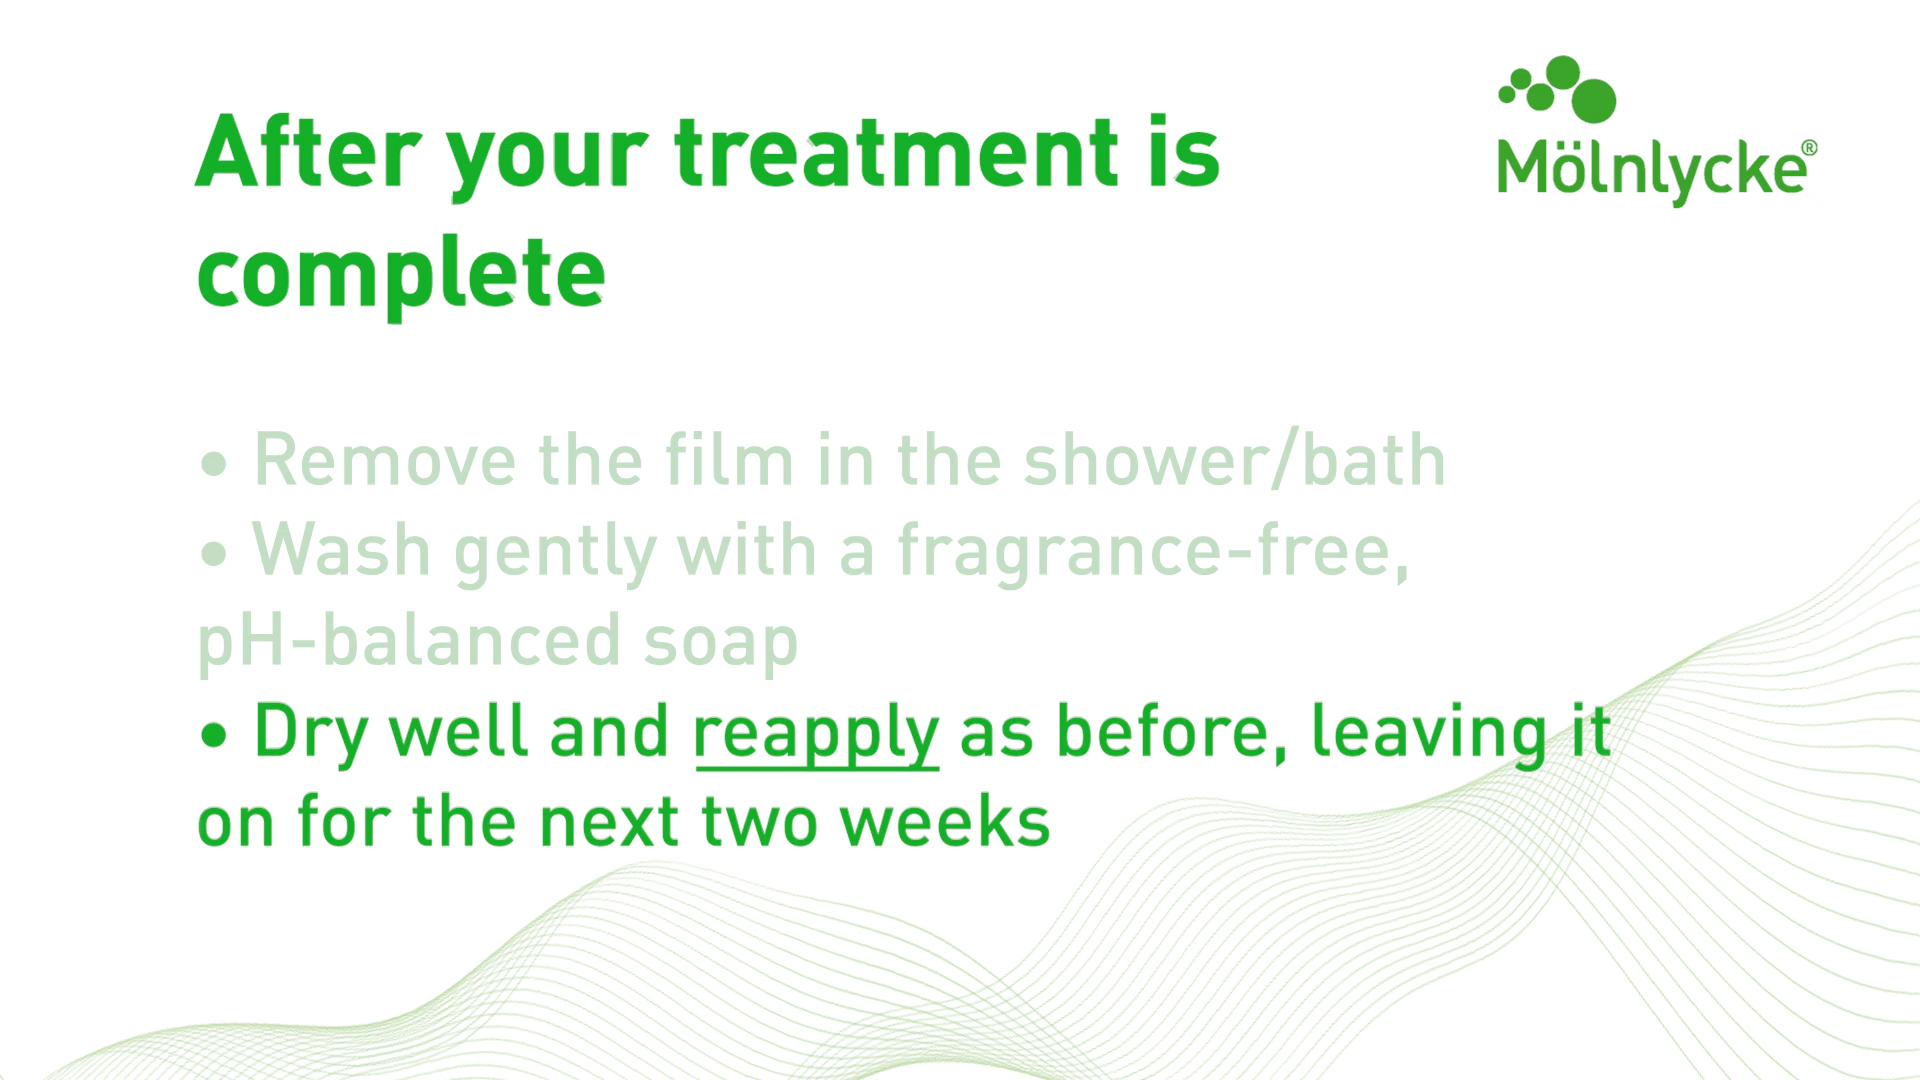 After your treatment is
complete
Mölnlycke®
• Remove the film in the shower/bath
• Wash gently with a fragrance-free,
pH-balanced soap
• Dry well and reapply as before, leaving it
on for the next two weeks